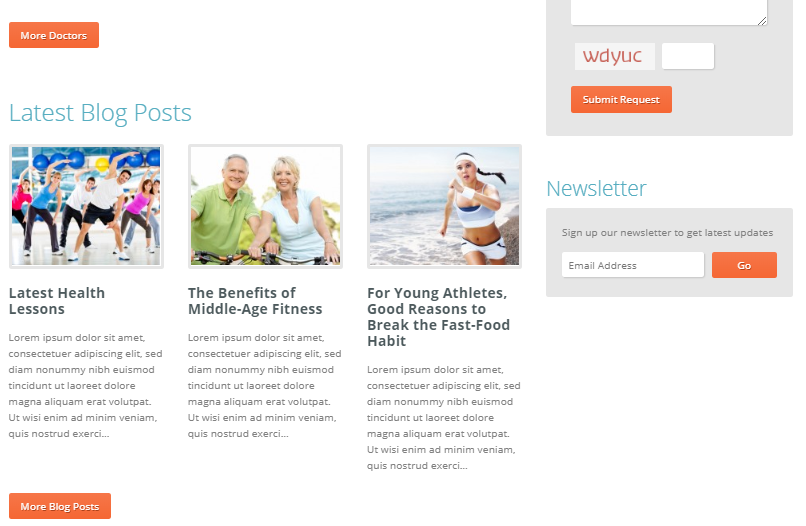 More Doctors
wdyuc
Submit Request
Latest Blog Posts
Latest Health
Lessons
Lorem ipsum dolor sit amet,
consectetuer adipiscing elit, sed
diam nonummy nibh euismod
tincidunt ut laoreet dolore
magna aliquam erat volutpat.
Ut wisi enim ad minim veniam,
quis nostrud exerci...
The Benefits of
Middle-Age Fitness
Lorem ipsum dolor sit amet,
consectetuer adipiscing elit, sed
diam nonummy nibh euismod
tincidunt ut laoreet dolore
magna aliquam erat volutpat.
Ut wisi enim ad minim veniam,
quis nostrud exerci...
For Young Athletes,
Good Reasons to
Break the Fast-Food
Habit
Lorem ipsum dolor sit amet,
consectetuer adipiscing elit, sed
diam nonummy nibh euismod
tincidunt ut laoreet dolore
magna aliquam erat volutpat.
Ut wisi enim ad minim veniam,
quis nostrud exerci...
More Blog Posts
Newsletter
Sign up our newsletter to get latest updates
Email Address
Go